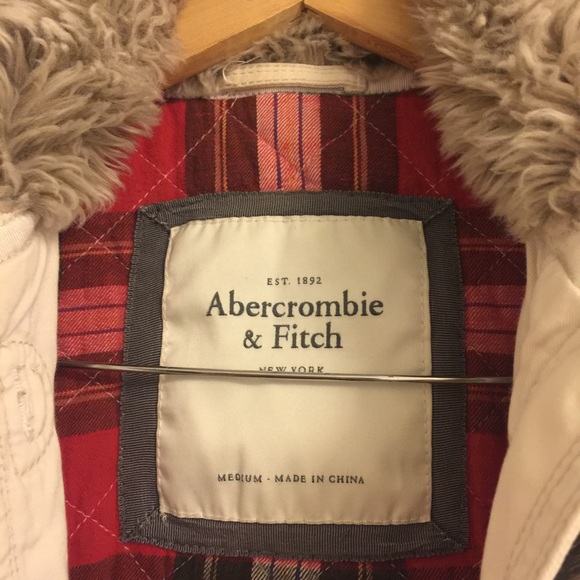 EST. 1892
Abercrombie
& Fitch
NEW YORK
MEDIUM - MADE IN CHINA